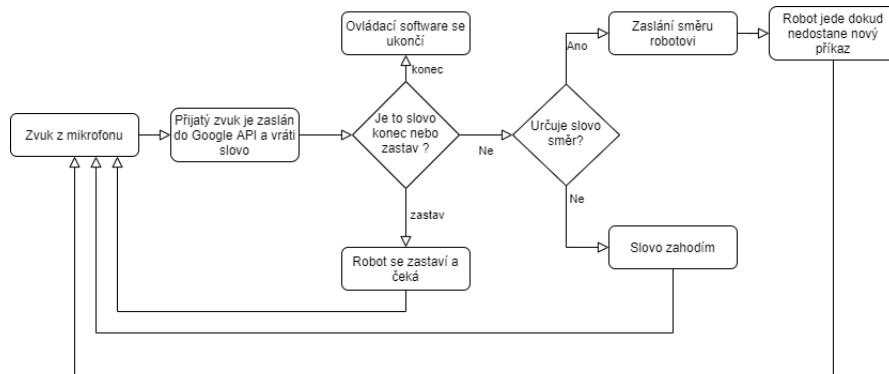 Ovládací software se
ukončí
konec
Ano
Zaslání směru
robotovi
Robot jede dokud
nedostane nový
příkaz
Zvuk z mikrofonu
Přijatý zvuk je zaslán
do Google API a vráti
slovo
Je to slovo
konec nebo
zastav ?
Ne
Určuje slovo
směr?
Ne
zastav
Robot se zastaví a
čeká
Slovo zahodím